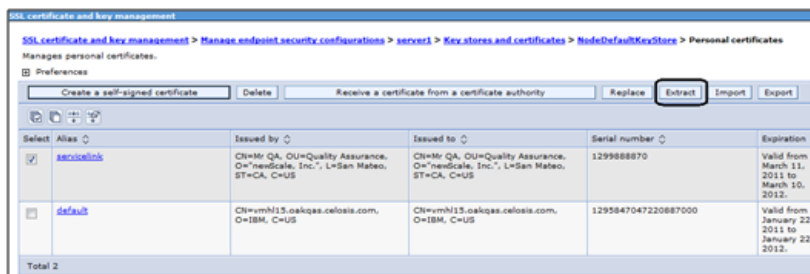 SSL certificate and key management
SSL certificate and key management > Manage endpoint security configurations > server1 > Key stores and certificates > NodeDefaultKeyStore > Personal certificates
Manages personal certificates.
Preferences
Create a self-signed certificate Delete Receive a certificate from a certificate authority Replace Extract Import Export
Select Alias Issued by Issued to Serial number Expiration
servicelink CN=Mr QA, OU=Quality Assurance, CN=Mr QA, OU=Quality Assurance, 1299888870 Valid from
O="newScale, Inc.", L=San Mateo, O="newScale, Inc.", L=San Mateo, March 11,
ST=CA, C=US ST=CA, C=US 2011 to
March 10,
2012.
default CN=vmhl15.oakqas.celosis.com, CN=vmhl15.oakqas.celosis.com, 1295847047220887000 Valid from
O=IBM, C=US O=IBM, C=US January 22
2011 to
January 22
2012.
Total 2